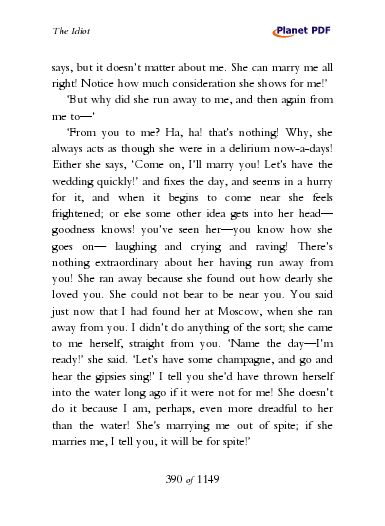 The Idiot
Planet PDF
says, but it doesn't matter about me. She can marry me all
right! Notice how much consideration she shows for me!'
'But why did she run away to me, and then again from
me to—'
'From you to me? Ha, ha! that's nothing! Why, she
always acts as though she were in a delirium now-a-days!
Either she says, 'Come on, I'll marry you! Let's have the
wedding quickly!' and fixes the day, and seems in a hurry
for it, and when it begins to come near she feels
frightened; or else some other idea gets into her head—
goodness knows! you've seen her—you know how she
goes on— laughing and crying and raving! There's
nothing extraordinary about her having run away from
you! She ran away because she found out how dearly she
loved you. She could not bear to be near you. You said
just now that I had found her at Moscow, when she ran
away from you. I didn't do anything of the sort; she came
to me herself, straight from you. 'Name the day—I'm
ready!' she said. 'Let's have some champagne, and go and
hear the gipsies sing!' I tell you she'd have thrown herself
into the water long ago if it were not for me! She doesn't
do it because I am, perhaps, even more dreadful to her
than the water! She's marrying me out of spite; if she
marries me, I tell you, it will be for spite!'
390 of 1149